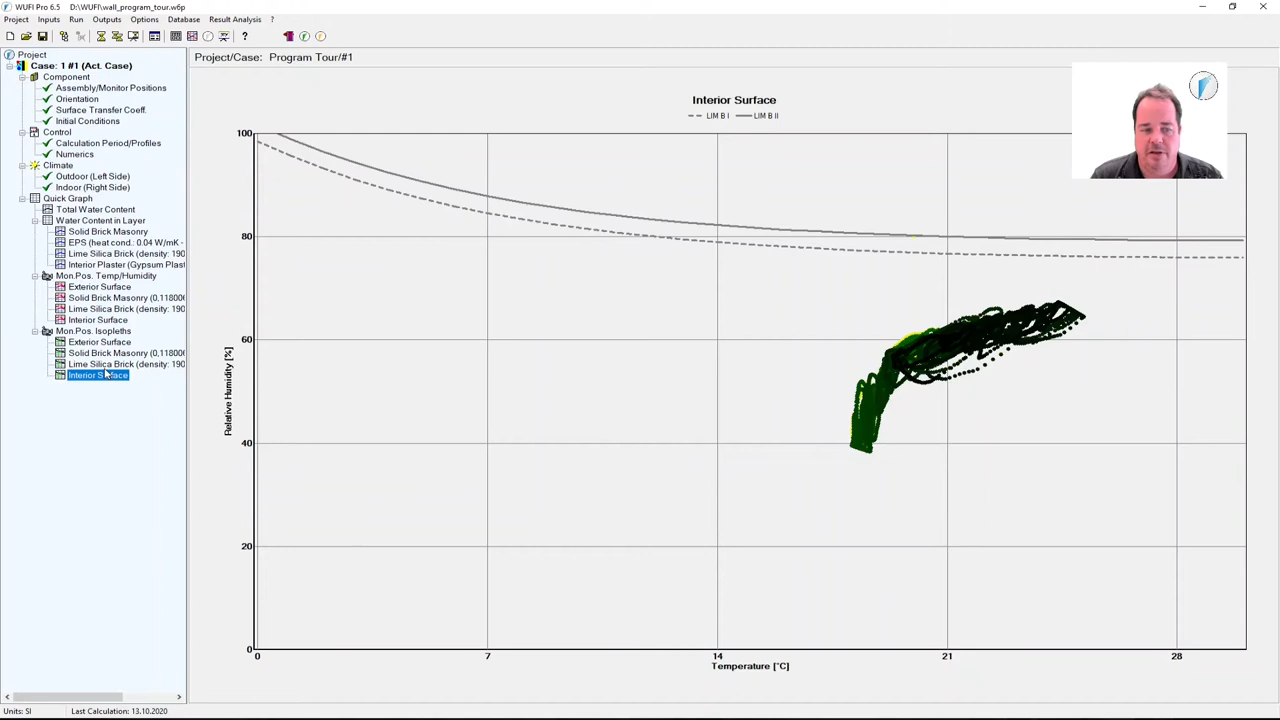 WUFI Pro 6.5 D:\WUFI\wall_program_tour.w6p
Project Inputs Run Outputs Options Database Result Analysis ?
Project
Case: 1 #1 (Act. Case)
Component
Assembly/Monitor Positions
Orientation
Surface Transfer Coeff.
Initial Conditions
Control
Calculation Period/Profiles
Numerics
Climate
Outdoor (Left Side)
Indoor (Right Side)
Quick Graph
Total Water Content
Water Content in Layer
Solid Brick Masonry
EPS (heat cond.: 0.04 W/mK -
Lime Silica Brick (density: 190
Interior Plaster (Gypsum Plast
Mon.Pos. Temp/Humidity
Exterior Surface
Solid Brick Masonry (0,11800
Lime Silica Brick (density: 190
Interior Surface
Mon.Pos. Isopleths
Exterior Surface
Solid Brick Masonry (0,11800
Lime Silica Brick (density: 190
Interior Surface
Project/Case: Program Tour/#1
Interior Surface
LIM B I LIM B II
100
80
60
40
20
0
Relative Humidity [%]
0 7 14 21 28
Temperature [°C]
Units: SI Last Calculation: 13.10.2020